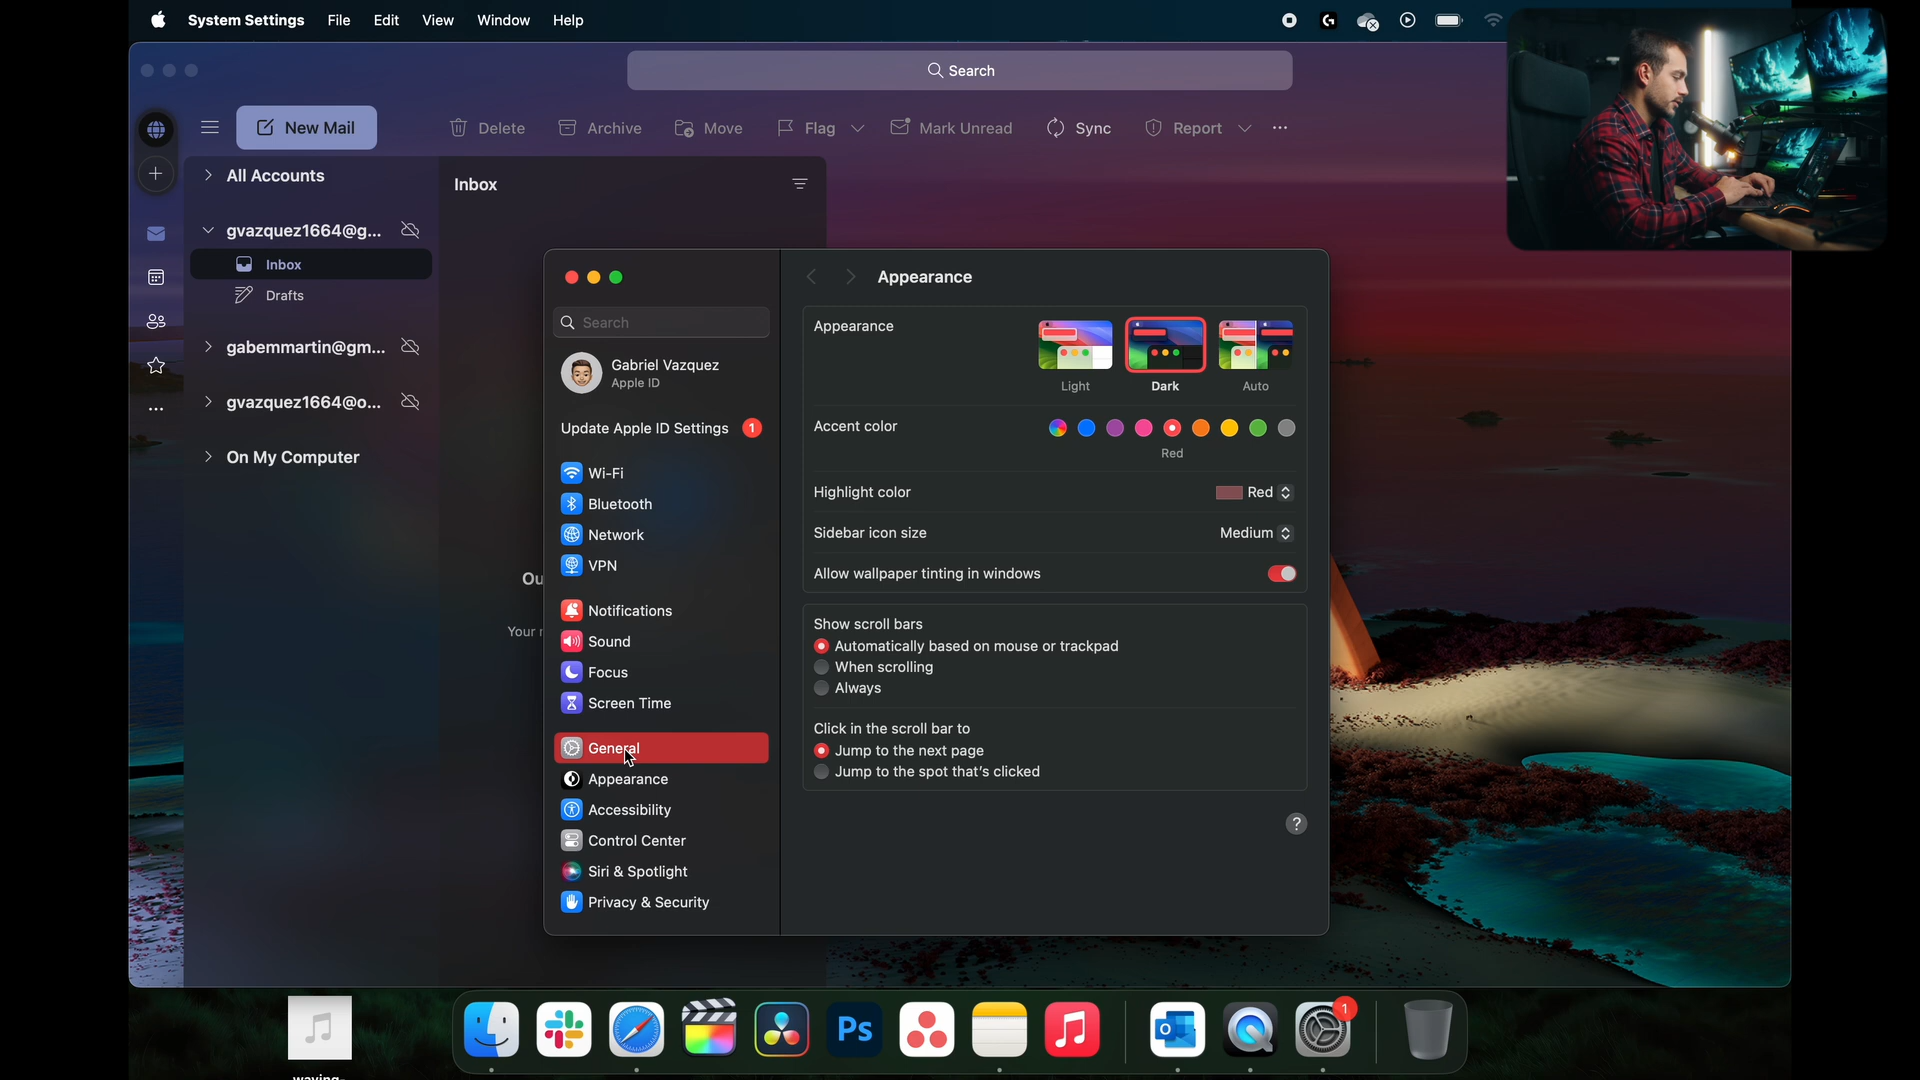 System Settings File Edit View Window Help
Search
New Mail Delete Archive Move Flag Mark Unread Sync Report
All Accounts
Inbox
gvazquez1664@g...
Inbox
Drafts
gabemmartin@gm...
gvazquez1664@o...
On My Computer
Ou
Your
Search
Gabriel Vazquez
Apple ID
Update Apple ID Settings 1
Wi-Fi
Bluetooth
Network
VPN
Notifications
Sound
Focus
Screen Time
General
Appearance
Accessibility
Control Center
Siri & Spotlight
Privacy & Security
Appearance
Appearance
Light Dark Auto
Accent color
Red
Highlight color Red
Sidebar icon size Medium
Allow wallpaper tinting in windows
Show scroll bars
Automatically based on mouse or trackpad
When scrolling
Always
Click in the scroll bar to
Jump to the next page
Jump to the spot that's clicked
?
Ps
1